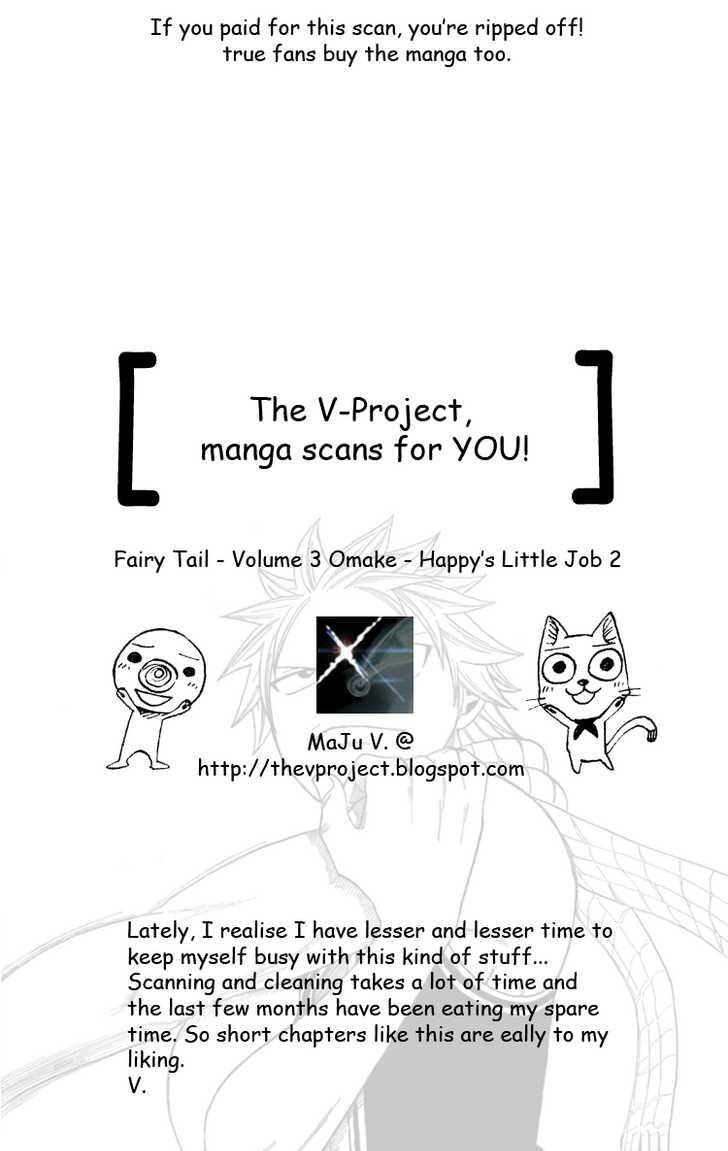 If you paid for this scan, you're ripped off!
true fans buy the manga too.
The V-Project,
manga scans for YOU!
Fairy Tail - Volume 3 Omake - Happy's Little Job 2
MaJu V. @
http://thevproject.blogspot.com
Lately, I realise I have lesser and lesser time to
keep myself busy with this kind of stuff...
Scanning and cleaning takes a lot of time and
the last few months have been eating my spare
time. So short chapters like this are eally to my
liking.
V.